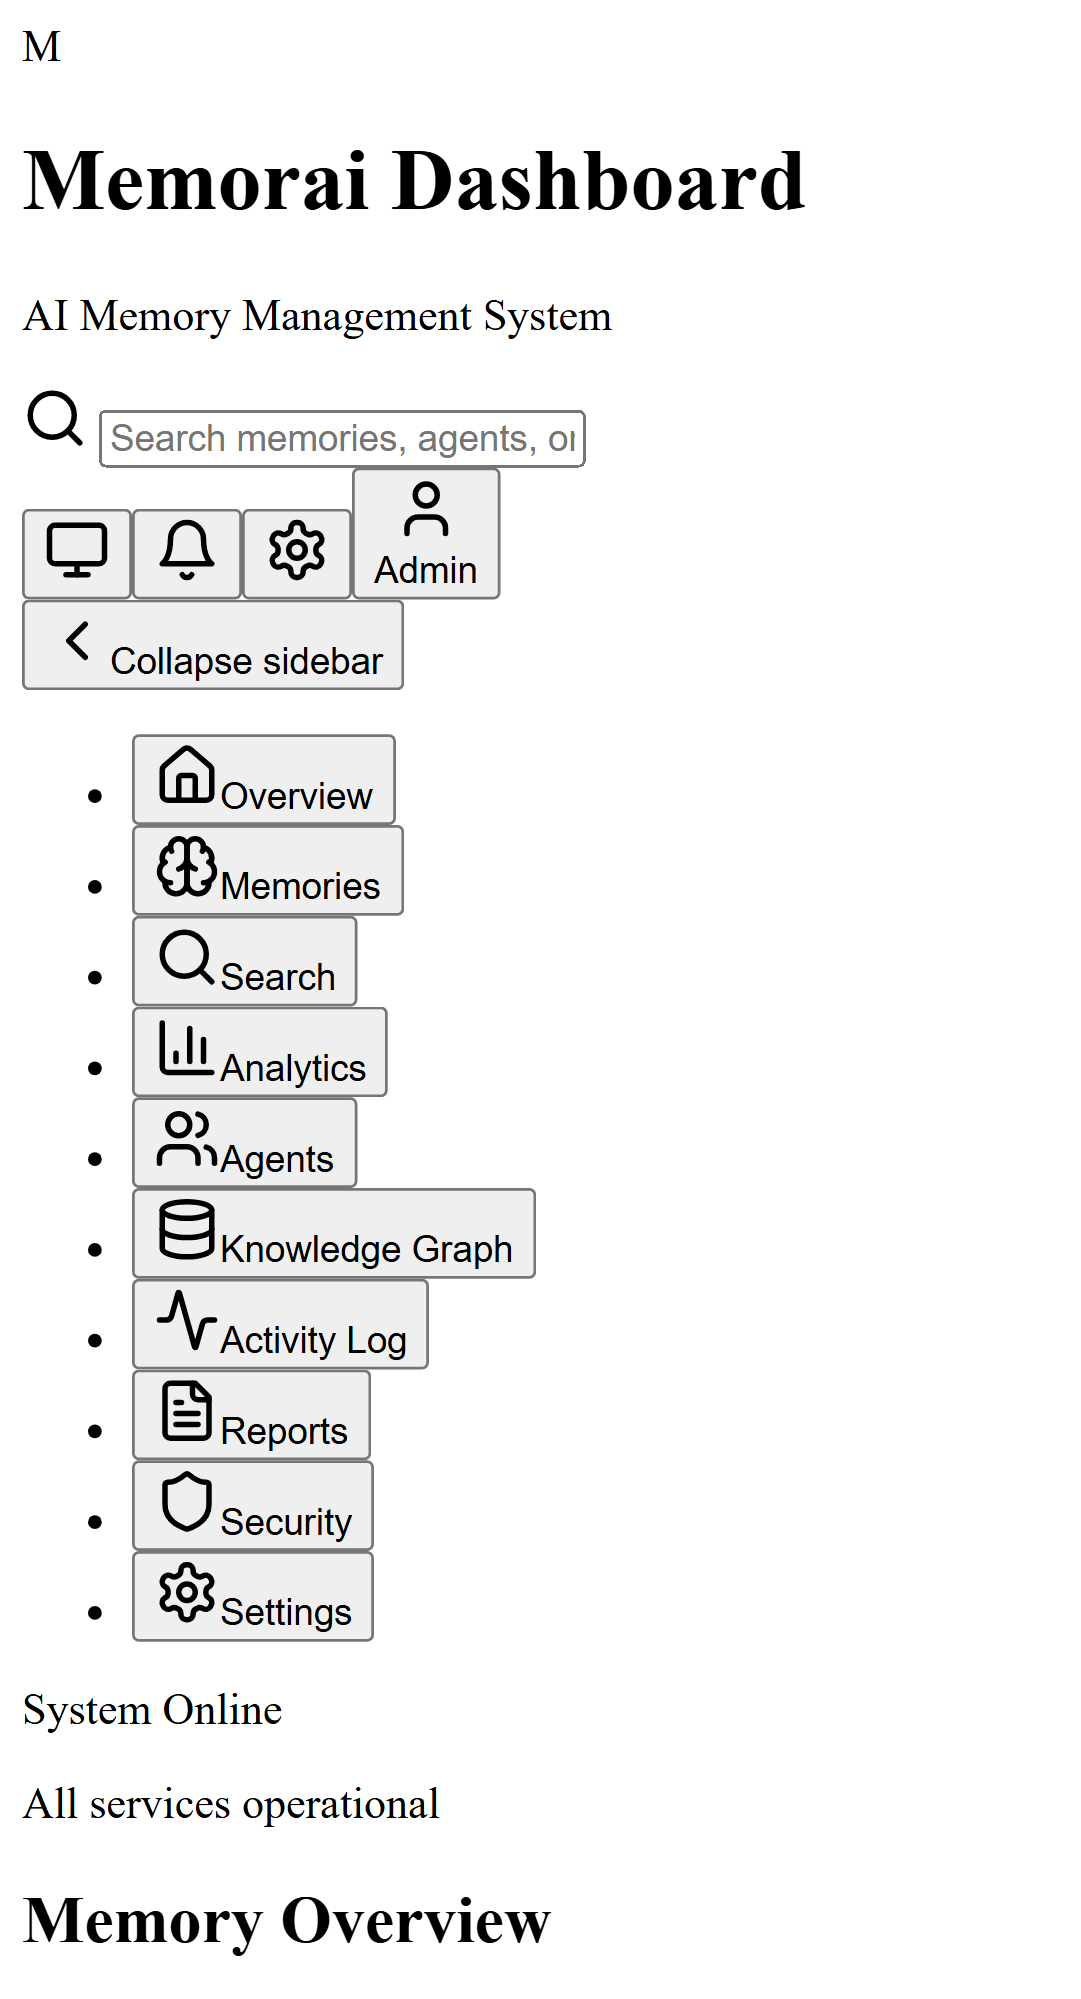 M
Memorai Dashboard
AI Memory Management System
Search memories, agents, or
Admin
Collapse sidebar
Overview
Memories
Search
Analytics
Agents
Knowledge Graph
Activity Log
Reports
Security
Settings
System Online
All services operational
Memory Overview